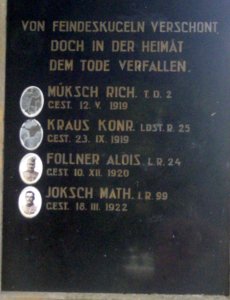 VON FEINDESKUGELN VERSCHONT,
DOCH IN DER HEIMAT
DEM TODE VERFALLEN.
MÚKSCH RICH. T.D. 2
GEST. 12. V. 1919
KRAUS KONR. LDST. R. 25
GEST. 23. IX. 1919
FOLLNER ALOIS. L.R. 24
GEST. 10. XII. 1920
JOKSCH MATH. I.R. 99
GEST. 18. III. 1922